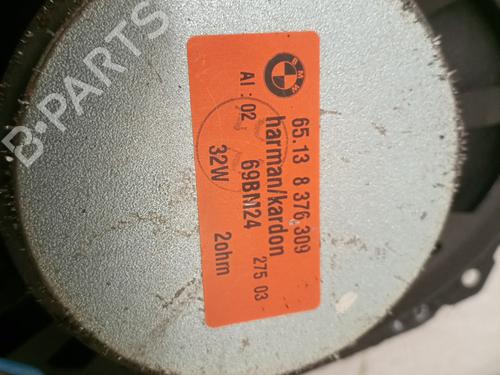 BMW
65.13 8 376 309
AI : 02
harman/kardon
275 03
69BM24
32W
2ohm
B-PARTS